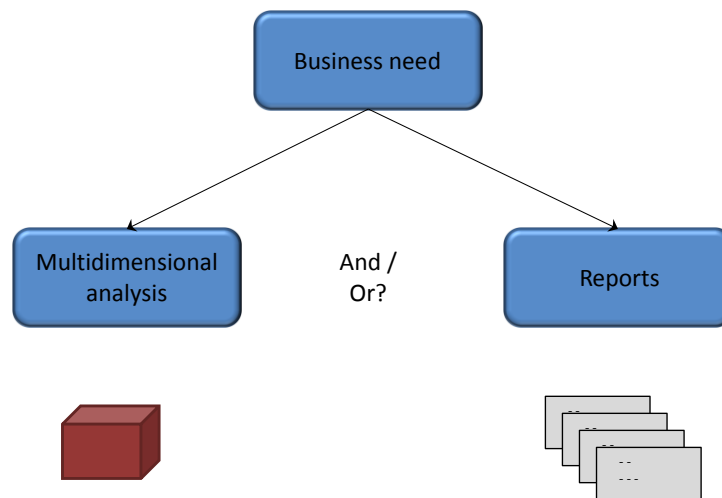 Business need
Multidimensional
analysis
And /
Or?
Reports
- -
- -
- -
- -
- - -